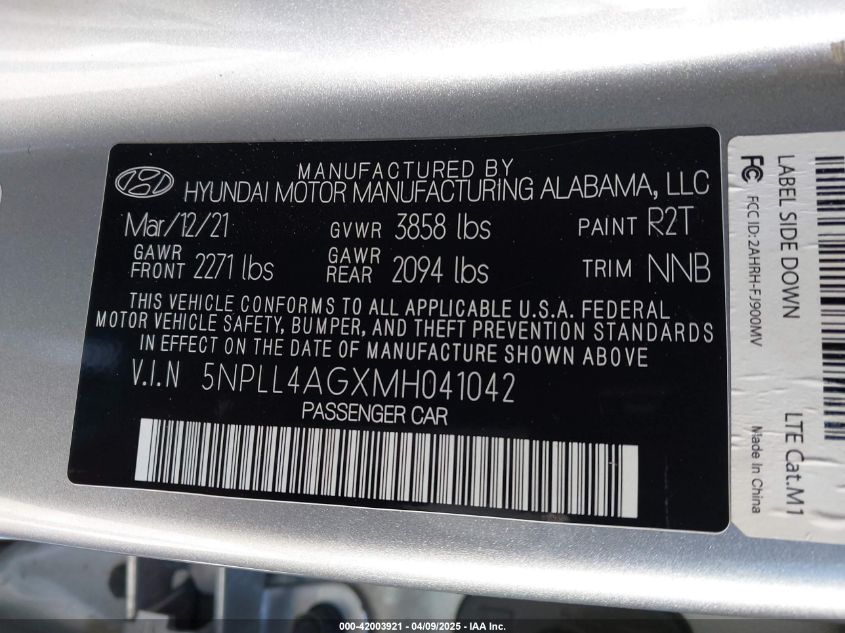 MANUFACTURED BY
HYUNDAI MOTOR MANUFACTURING ALABAMA, LLC
Mar/12/21 GVWR 3858 lbs PAINT R2T
GAWR FRONT 2271 lbs GAWR REAR 2094 lbs TRIM NNB
THIS VEHICLE CONFORMS TO ALL APPLICABLE U.S.A. FEDERAL
MOTOR VEHICLE SAFETY, BUMPER, AND THEFT PREVENTION STANDARDS
IN EFFECT ON THE DATE OF MANUFACTURE SHOWN ABOVE
V.I.N 5NPLL4AGXMH041042
PASSENGER CAR
LABEL SIDE DOWN
FC FCC ID: 2AHRH-FJ900MV
LTE Cat.M1
Made In China
000-42003921 - 04/09/2025 - IAA Inc.